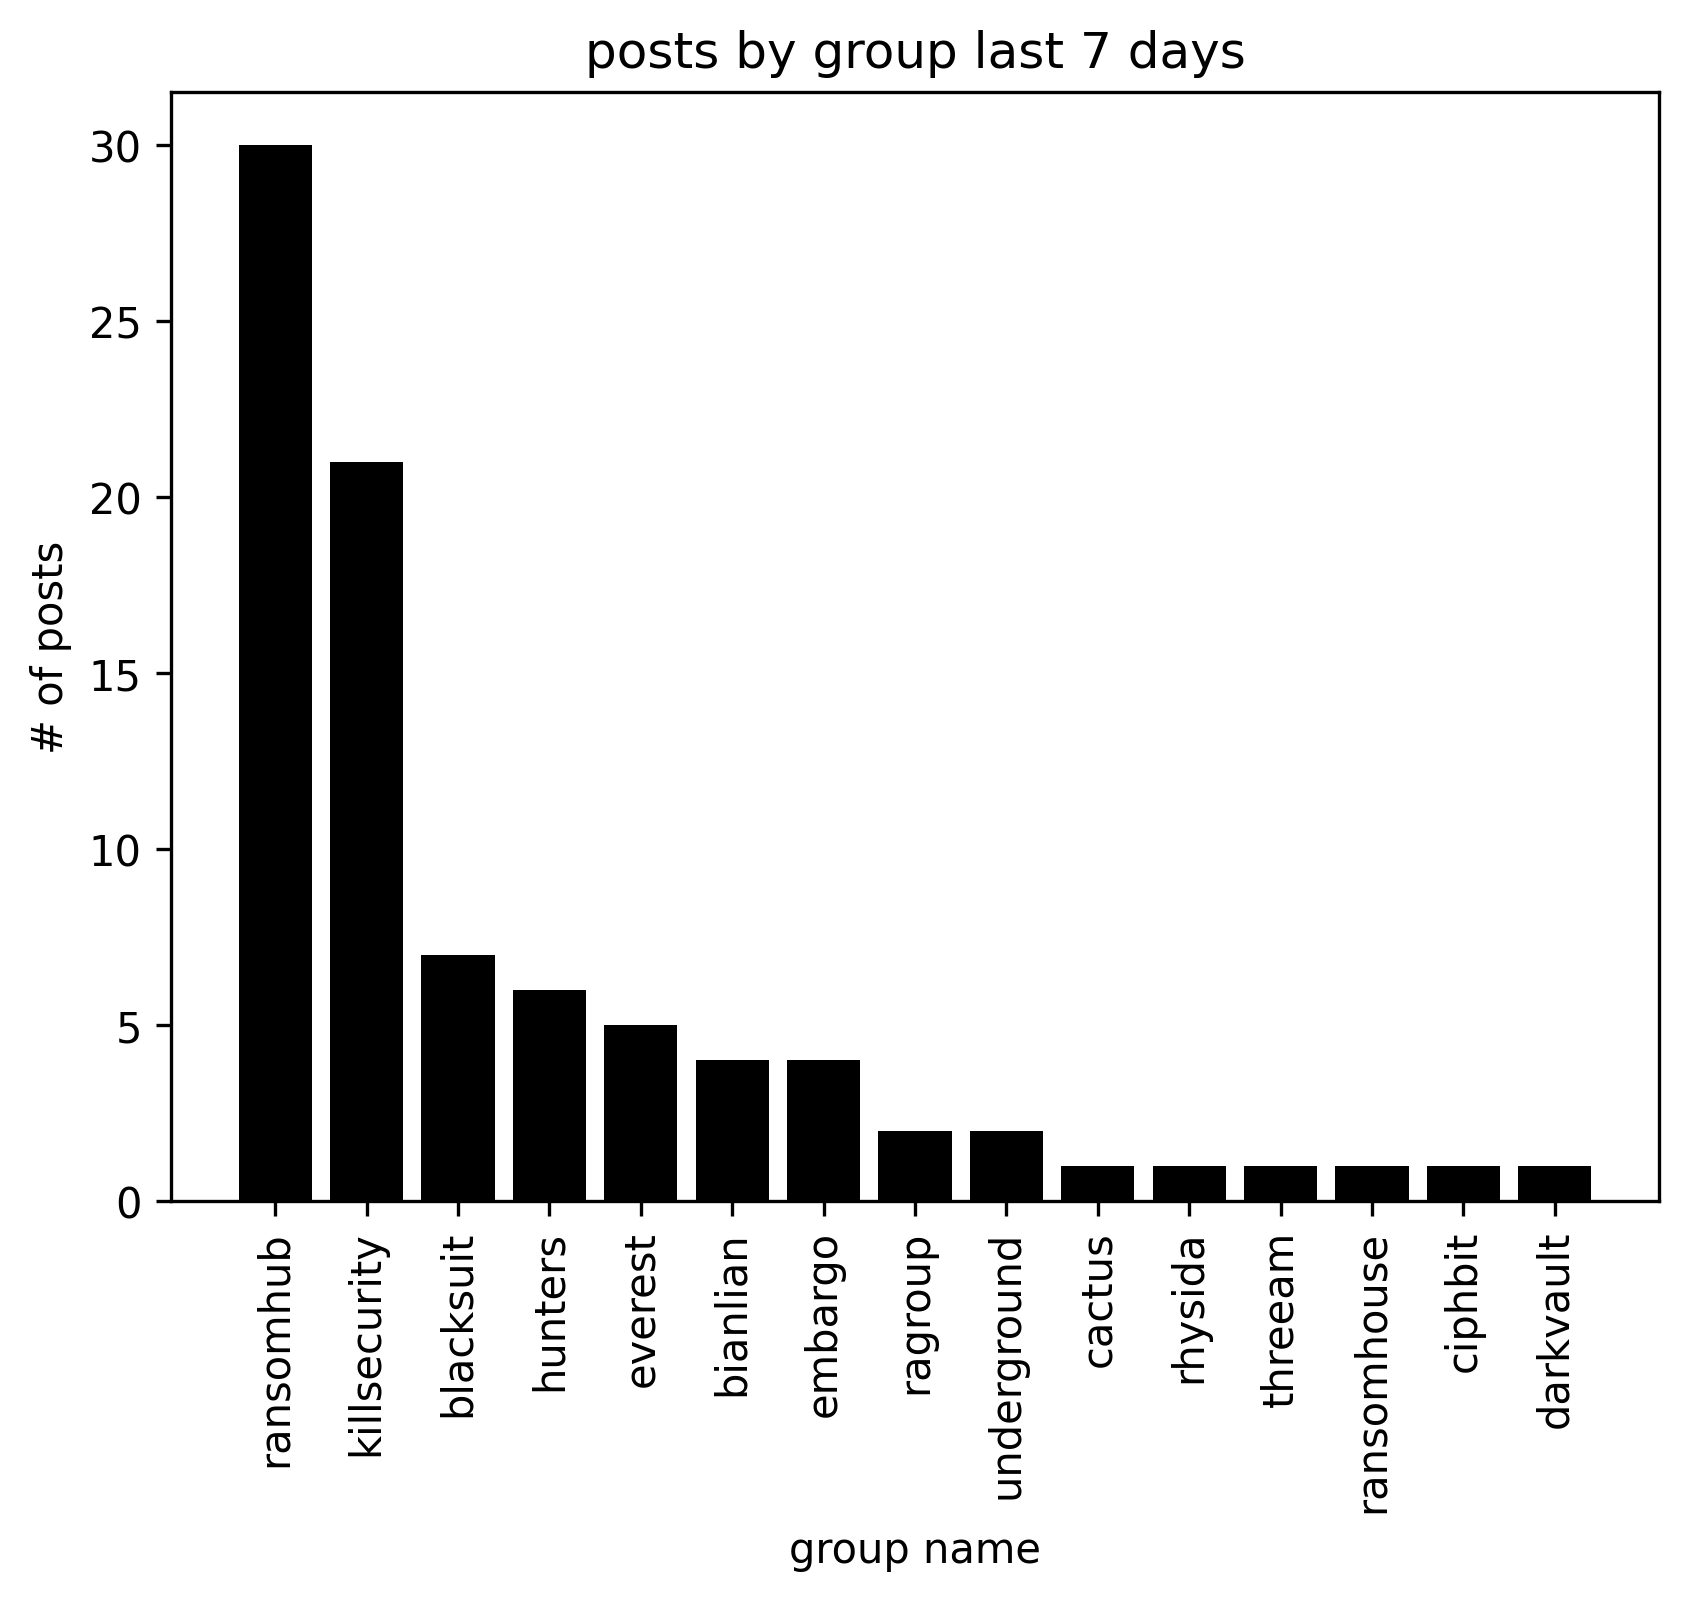 posts by group last 7 days
# of posts
30
25
20
15
10
5
0
ransomhub
killsecurity
blacksuit
hunters
everest
bianlian
embargo
ragroup
underground
cactus
rhysida
threeam
ransomhouse
ciphbit
darkvault
group name